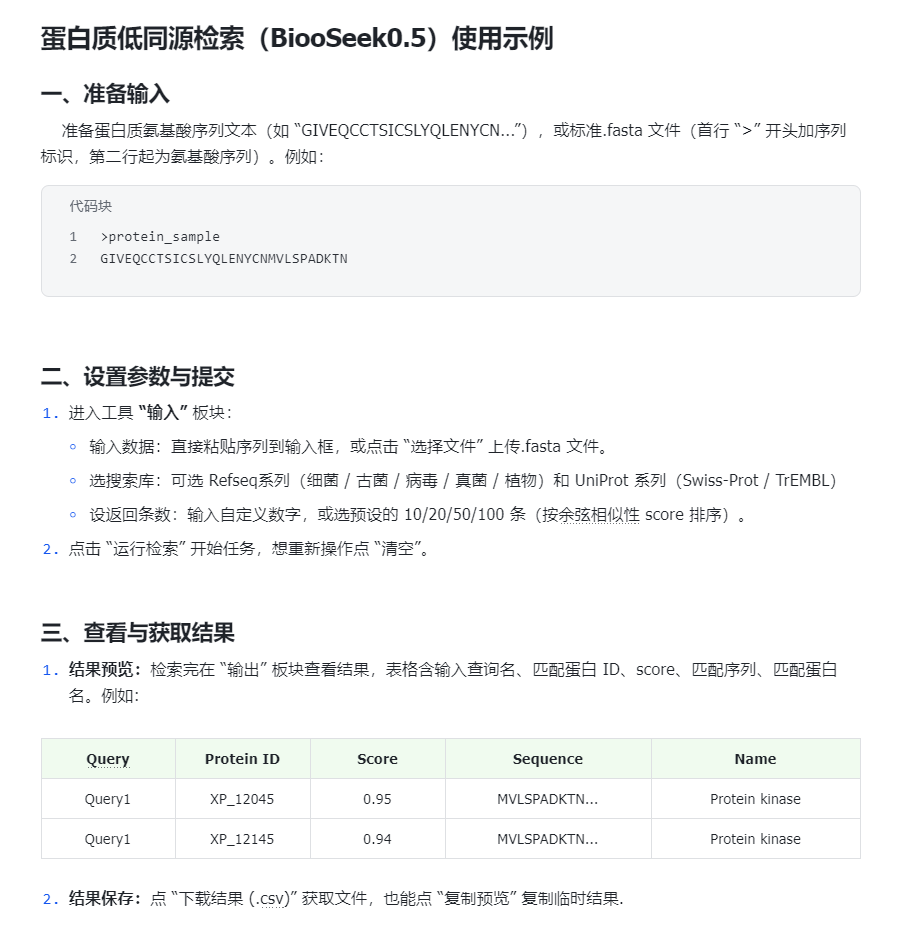 蛋白质低同源检索（BiooSeek0.5）使用示例
一、准备输入
准备蛋白质氨基酸序列文本（如 “GIVEQCCTSICSLYQLENYCN...”），或标准.fasta 文件（首行 “>” 开头加序列
标识，第二行起为氨基酸序列）。例如：
代码块
1 >protein_sample
2 GIVEQCCTSICSLYQLENYCNMVLSPADKTN
二、设置参数与提交
1. 进入工具 “输入” 板块：
◦ 输入数据：直接粘贴序列到输入框，或点击 “选择文件” 上传.fasta 文件。
◦ 选搜索库：可选 Refseq系列（细菌 / 古菌 / 病毒 / 真菌 / 植物）和 UniProt 系列（Swiss-Prot / TrEMBL）
◦ 设返回条数：输入自定义数字，或选预设的 10/20/50/100 条（按余弦相似性 score 排序）。
2. 点击 “运行检索” 开始任务，想重新操作点 “清空”。
三、查看与获取结果
1. 结果预览：检索完在 “输出” 板块查看结果，表格含输入查询名、匹配蛋白 ID、score、匹配序列、匹配蛋白
名。例如：
Query Protein ID Score Sequence Name
Query1 XP_12045 0.95 MVLSPADKTN... Protein kinase
Query1 XP_12145 0.94 MVLSPADKTN... Protein kinase
2. 结果保存：点 “下载结果 (.csv)” 获取文件，也能点 “复制预览” 复制临时结果.